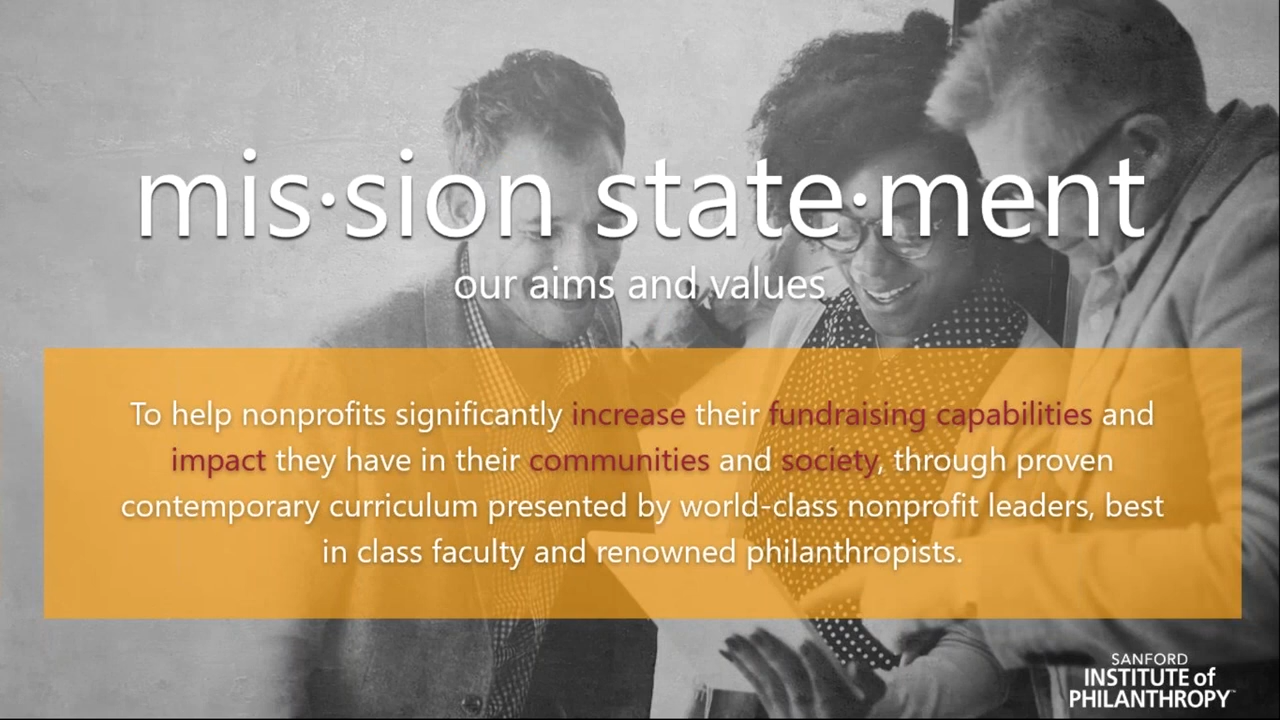 mis·sion state·ment
our aims and values
To help nonprofits significantly increase their fundraising capabilities and
impact they have in their communities and society, through proven
contemporary curriculum presented by world-class nonprofit leaders, best
in class faculty and renowned philanthropists.
SANFORD
INSTITUTE of
PHILANTHROPY™